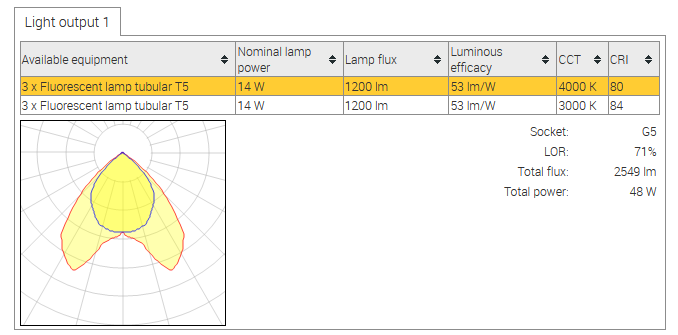 Light output 1
Available equipment Nominal lamp power Lamp flux Luminous efficacy CCT CRI
3 x Fluorescent lamp tubular T5 14 W 1200 lm 53 lm/W 4000 K 80
3 x Fluorescent lamp tubular T5 14 W 1200 lm 53 lm/W 3000 K 84
Socket: G5
LOR: 71%
Total flux: 2549 lm
Total power: 48 W